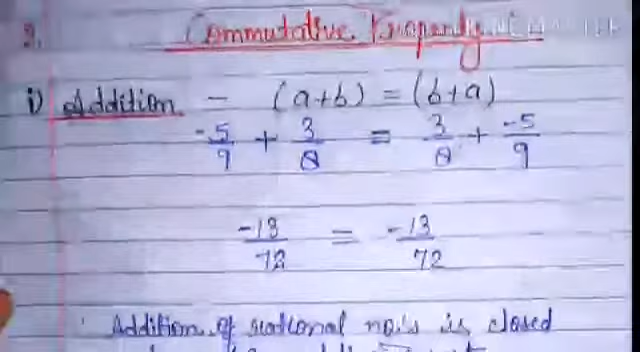 2. Commutative Property :
i) Addition - (a+b) = (b+a)
-5/9 + 3/8 = 3/8 + -5/9
-13/72 = -13/72
Addition of rational no's is closed